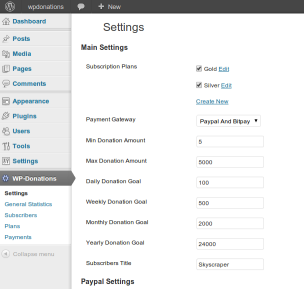 wpdonations + New
Dashboard
Posts
Media
Pages
Comments
Appearance
Plugins
Users
Tools
Settings
WP-Donations
Settings
General Statistics
Subscribers
Plans
Payments
Collapse menu
Settings
Main Settings
Subscription Plans Gold Edit
Silver Edit
Create New
Payment Gateway Paypal And Bitpay
Min Donation Amount 5
Max Donation Amount 5000
Daily Donation Goal 100
Weekly Donation Goal 500
Monthly Donation Goal 2000
Yearly Donation Goal 24000
Subscribers Title Skyscraper
Paypal Settings